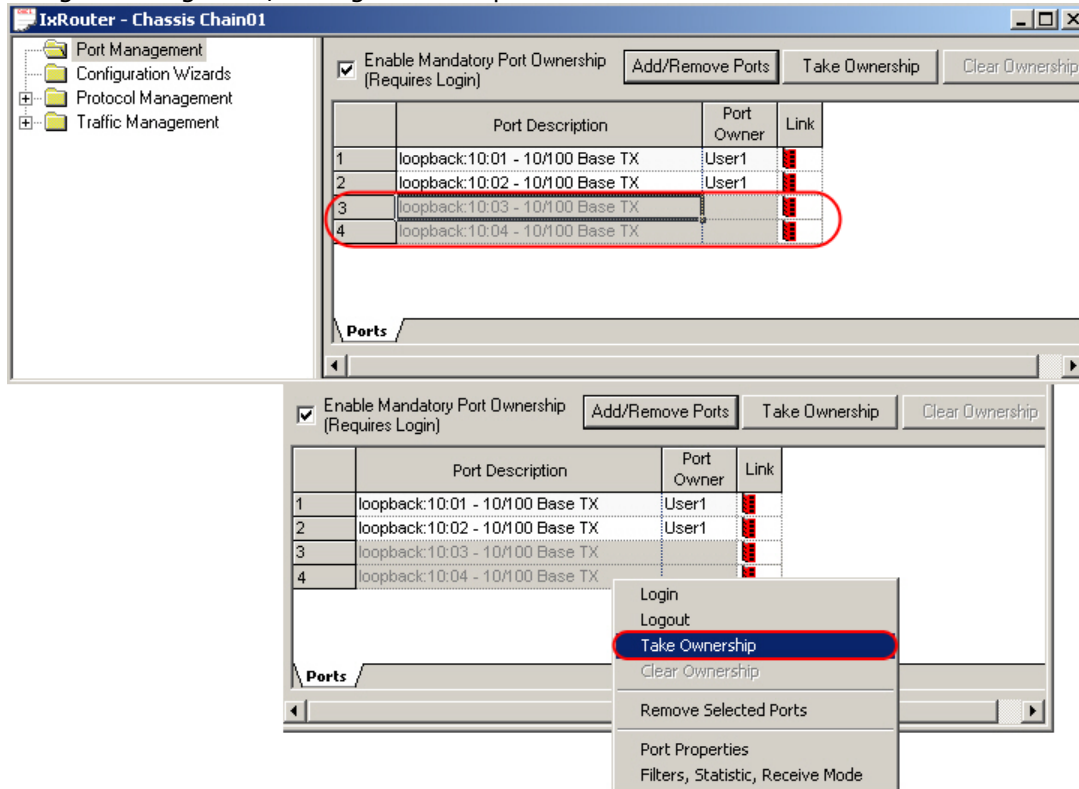 IxRouter - Chassis Chain01
Port Management
Configuration Wizards
Protocol Management
Traffic Management
Enable Mandatory Port Ownership
(Requires Login)
Add/Remove Ports
Take Ownership
Clear Ownership
Port Description Port Owner Link
1 loopback:10:01 - 10/100 Base TX User1
2 loopback:10:02 - 10/100 Base TX User1
3 loopback:10:03 - 10/100 Base TX
4 loopback:10:04 - 10/100 Base TX
Ports
Enable Mandatory Port Ownership
(Requires Login)
Add/Remove Ports
Take Ownership
Clear Ownership
Port Description Port Owner Link
1 loopback:10:01 - 10/100 Base TX User1
2 loopback:10:02 - 10/100 Base TX User1
3 loopback:10:03 - 10/100 Base TX
4 loopback:10:04 - 10/100 Base TX
Ports
Login
Logout
Take Ownership
Clear Ownership
Remove Selected Ports
Port Properties
Filters, Statistic, Receive Mode